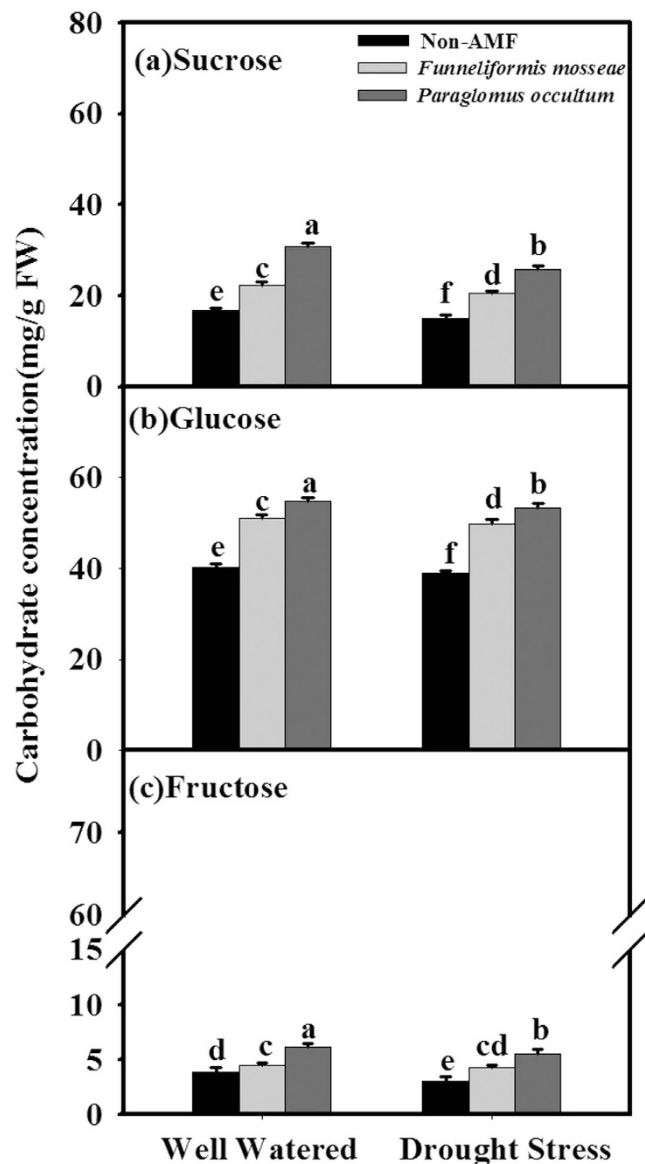 80
(a)Sucrose
Non-AMF
Funneliformis mosseae
Paraglomus occultum
60
40
20
0
e
c
a
f
d
b
Carbohydrate concentration(mg/g FW)
(b)Glucose
60
40
20
0
e
c
a
f
d
b
(c)Fructose
70
60
15
10
5
0
d
c
a
e
cd
b
Well Watered
Drought Stress